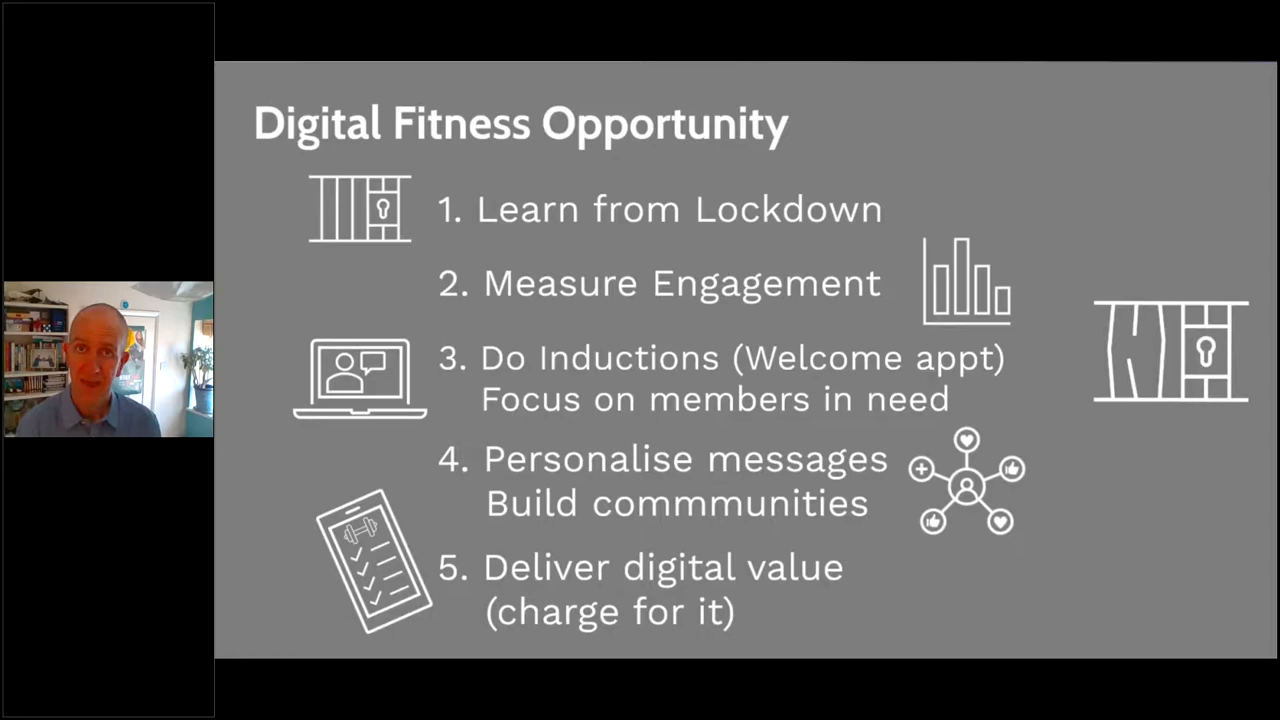 Digital Fitness Opportunity
1. Learn from Lockdown
2. Measure Engagement
3. Do Inductions (Welcome appt)
Focus on members in need
4. Personalise messages
Build commmunities
5. Deliver digital value
(charge for it)